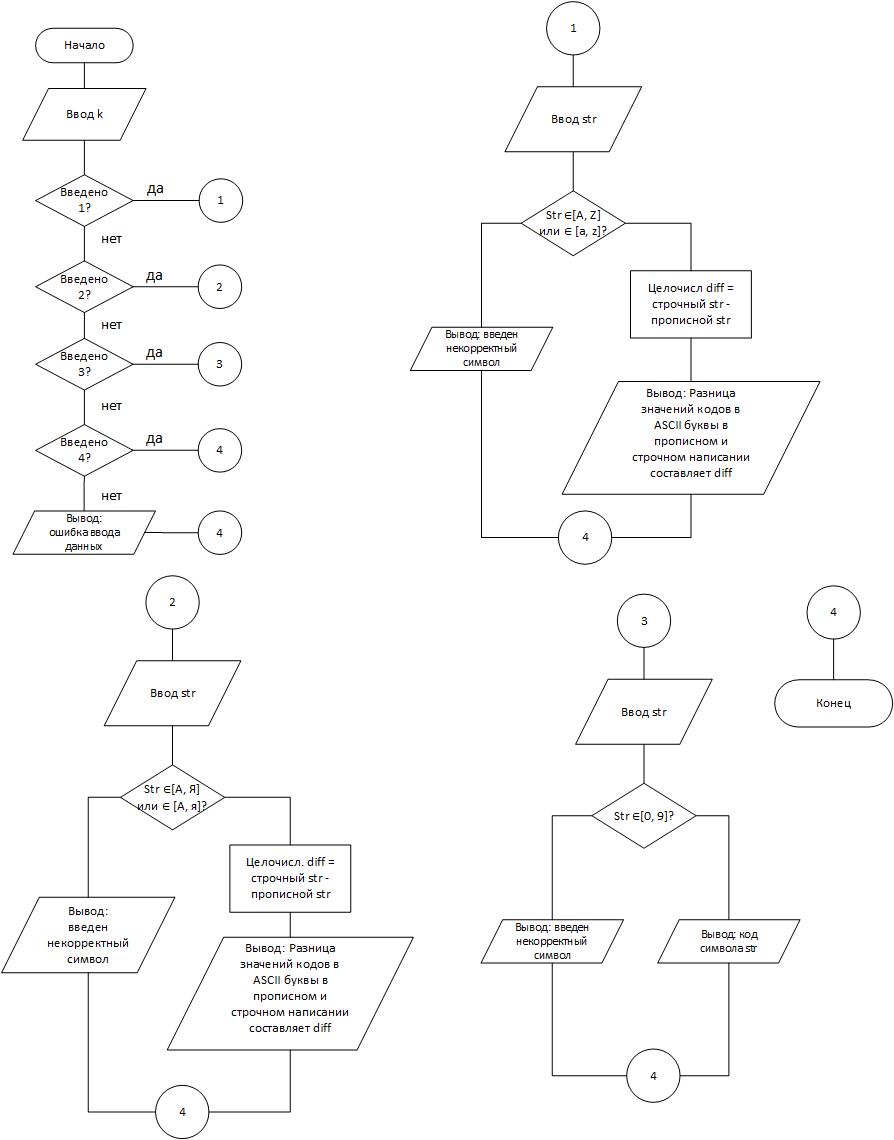 Начало
Ввод k
Введено
1?
да
1
нет
Введено
2?
да
2
нет
Введено
3?
да
3
нет
Введено
4?
да
4
нет
Вывод:
ошибка ввода
данных
4
1
Ввод str
Str ∈[A, Z]
или ∈ [a, z]?
Вывод: введен
некорректный
символ
Целочисл diff =
строчный str -
прописной str
Вывод: Разница
значений кодов в
ASCII буквы в
прописном и
строчном написании
составляет diff
4
2
Ввод str
Str ∈[А, Я]
или ∈ [А, я]?
Вывод:
введен
некорректный
символ
Целочисл. diff =
строчный str -
прописной str
Вывод: Разница
значений кодов в
ASCII буквы в
прописном и
строчном написании
составляет diff
4
3
Ввод str
Str ∈[0, 9]?
Вывод: введен
некорректный
символ
Вывод: код
символа str
4
4
Конец